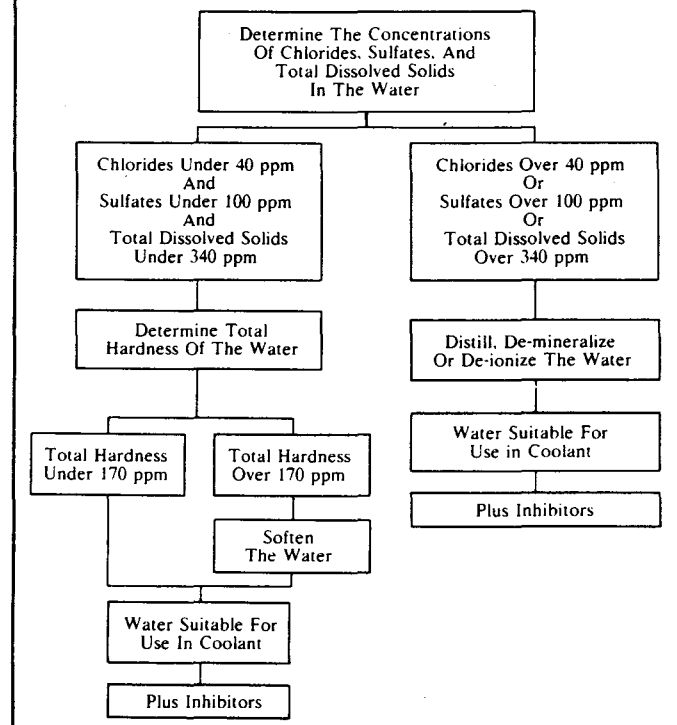 Determine The Concentrations
Of Chlorides, Sulfates, And
Total Dissolved Solids
In The Water
Chlorides Under 40 ppm
And
Sulfates Under 100 ppm
And
Total Dissolved Solids
Under 340 ppm
Chlorides Over 40 ppm
Or
Sulfates Over 100 ppm
Or
Total Dissolved Solids
Over 340 ppm
Determine Total
Hardness Of The Water
Distill, De-mineralize
Or De-ionize The Water
Total Hardness
Under 170 ppm
Total Hardness
Over 170 ppm
Water Suitable For
Use in Coolant
Plus Inhibitors
Soften
The Water
Water Suitable For
Use In Coolant
Plus Inhibitors